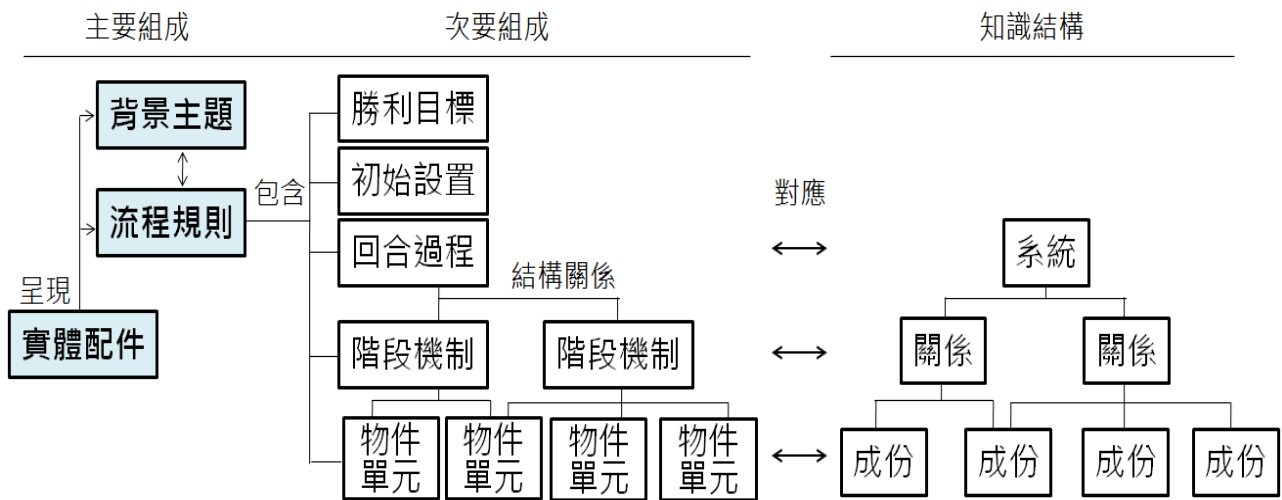 主要組成
次要組成
知識結構
背景主題
流程規則
呈現
實體配件
包含
勝利目標
初始設置
回合過程
結構關係
階段機制
階段機制
物件
單元
物件
單元
物件
單元
物件
單元
對應
系統
關係
關係
成份
成份
成份
成份